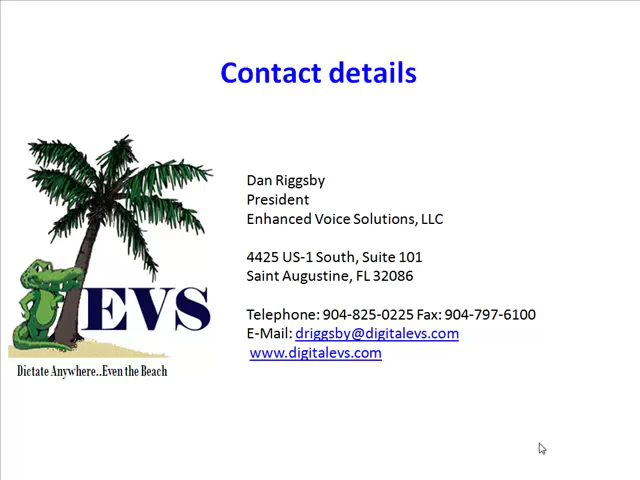 Contact details
Dan Riggsby
President
Enhanced Voice Solutions, LLC
4425 US-1 South, Suite 101
Saint Augustine, FL 32086
Telephone: 904-825-0225 Fax: 904-797-6100
E-Mail: driggsby@digitalevs.com
www.digitalevs.com
EVS
Dictate Anywhere..Even the Beach